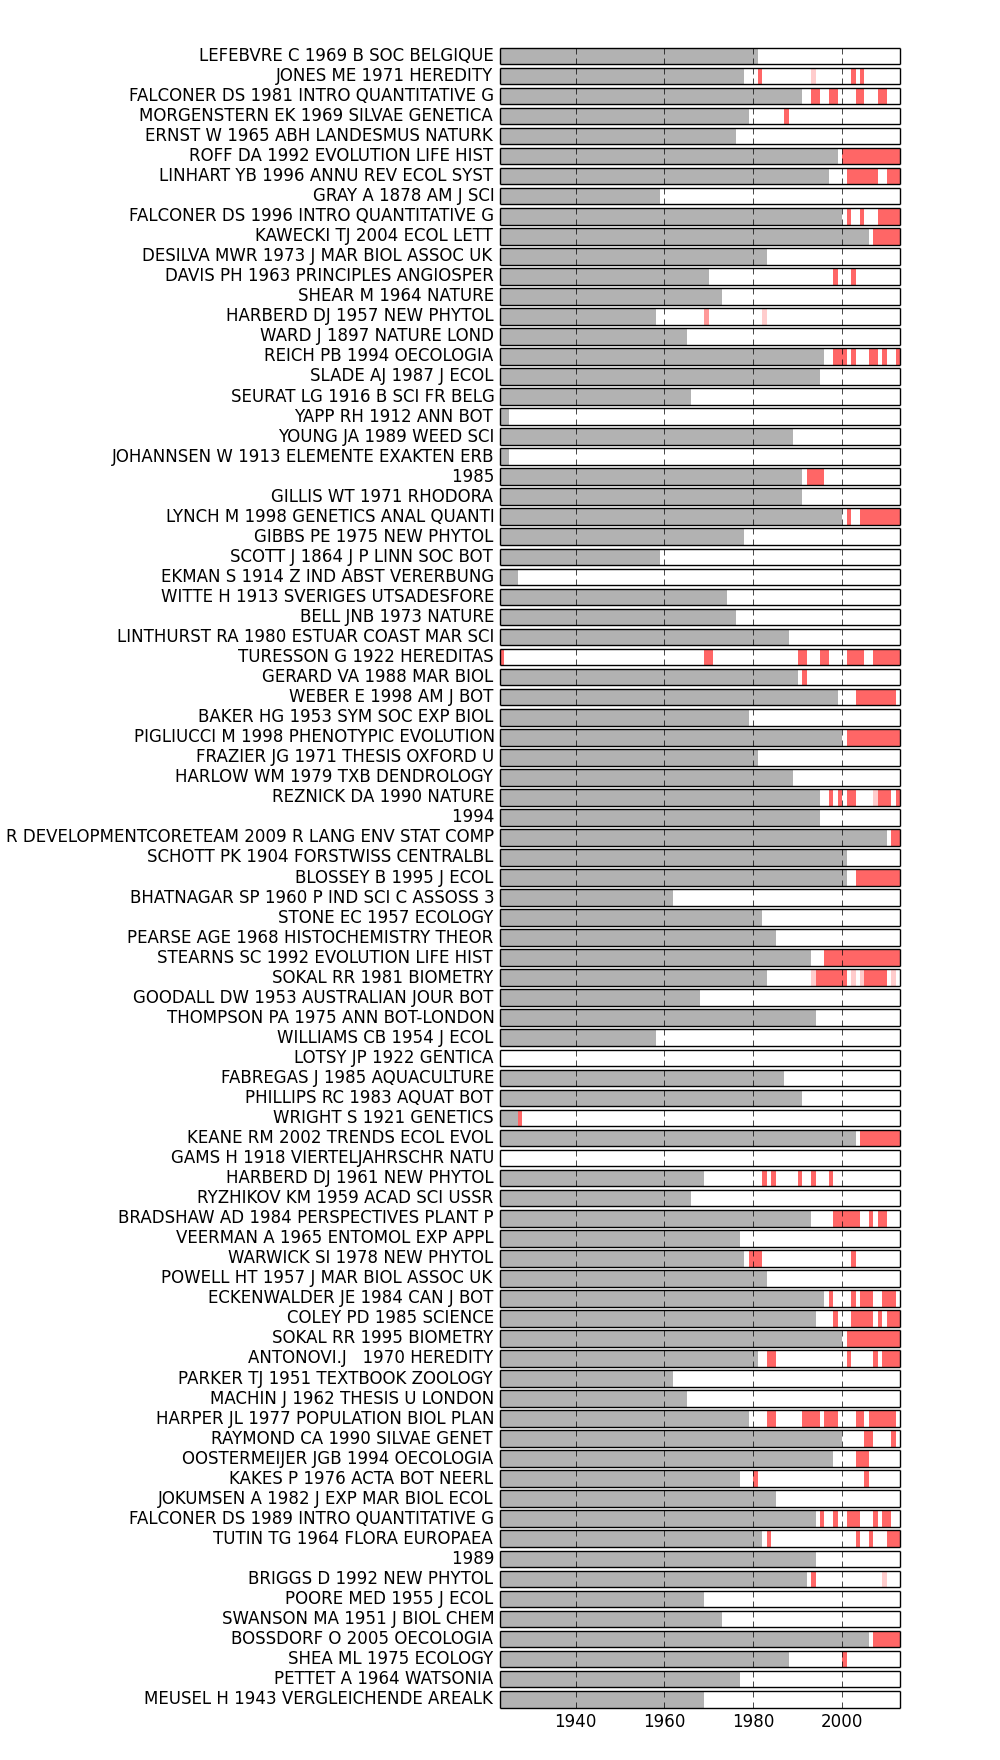 LEFEBVRE C 1969 B SOC BELGIQUE
JONES ME 1971 HEREDITY
FALCONER DS 1981 INTRO QUANTITATIVE G
MORGENSTERN EK 1969 SILVAE GENETICA
ERNST W 1965 ABH LANDESMUS NATURK
ROFF DA 1992 EVOLUTION LIFE HIST
LINHART YB 1996 ANNU REV ECOL SYST
GRAY A 1878 AM J SCI
FALCONER DS 1996 INTRO QUANTITATIVE G
KAWECKI TJ 2004 ECOL LETT
DESILVA MWR 1973 J MAR BIOL ASSOC UK
DAVIS PH 1963 PRINCIPLES ANGIOSPER
SHEAR M 1964 NATURE
HARBERD DJ 1957 NEW PHYTOL
WARD J 1897 NATURE LOND
REICH PB 1994 OECOLOGIA
SLADE AJ 1987 J ECOL
SEURAT LG 1916 B SCI FR BELG
YAPP RH 1912 ANN BOT
YOUNG JA 1989 WEED SCI
JOHANNSEN W 1913 ELEMENTE EXAKTEN ERB
1985
GILLIS WT 1971 RHODORA
LYNCH M 1998 GENETICS ANAL QUANTI
GIBBS PE 1975 NEW PHYTOL
SCOTT J 1864 J P LINN SOC BOT
EKMAN S 1914 Z IND ABST VERERBUNG
WITTE H 1913 SVERIGES UTSADESFORE
BELL JNB 1973 NATURE
LINTHURST RA 1980 ESTUAR COAST MAR SCI
TURESSON G 1922 HEREDITAS
GERARD VA 1988 MAR BIOL
WEBER E 1998 AM J BOT
BAKER HG 1953 SYM SOC EXP BIOL
PIGLIUCCI M 1998 PHENOTYPIC EVOLUTION
FRAZIER JG 1971 THESIS OXFORD U
HARLOW WM 1979 TXB DENDROLOGY
REZNICK DA 1990 NATURE
1994
R DEVELOPMENTCORETEAM 2009 R LANG ENV STAT COMP
SCHOTT PK 1904 FORSTWISS CENTRALBL
BLOSSEY B 1995 J ECOL
BHATNAGAR SP 1960 P IND SCI C ASSOSS 3
STONE EC 1957 ECOLOGY
PEARSE AGE 1968 HISTOCHEMISTRY THEOR
STEARNS SC 1992 EVOLUTION LIFE HIST
SOKAL RR 1981 BIOMETRY
GOODALL DW 1953 AUSTRALIAN JOUR BOT
THOMPSON PA 1975 ANN BOT-LONDON
WILLIAMS CB 1954 J ECOL
LOTSY JP 1922 GENTICA
FABREGAS J 1985 AQUACULTURE
PHILLIPS RC 1983 AQUAT BOT
WRIGHT S 1921 GENETICS
KEANE RM 2002 TRENDS ECOL EVOL
GAMS H 1918 VIERTELJAHRSCHR NATU
HARBERD DJ 1961 NEW PHYTOL
RYZHIKOV KM 1959 ACAD SCI USSR
BRADSHAW AD 1984 PERSPECTIVES PLANT P
VEERMAN A 1965 ENTOMOL EXP APPL
WARWICK SI 1978 NEW PHYTOL
POWELL HT 1957 J MAR BIOL ASSOC UK
ECKENWALDER JE 1984 CAN J BOT
COLEY PD 1985 SCIENCE
SOKAL RR 1995 BIOMETRY
ANTONOVI.J   1970 HEREDITY
PARKER TJ 1951 TEXTBOOK ZOOLOGY
MACHIN J 1962 THESIS U LONDON
HARPER JL 1977 POPULATION BIOL PLAN
RAYMOND CA 1990 SILVAE GENET
OOSTERMEIJER JGB 1994 OECOLOGIA
KAKES P 1976 ACTA BOT NEERL
JOKUMSEN A 1982 J EXP MAR BIOL ECOL
FALCONER DS 1989 INTRO QUANTITATIVE G
TUTIN TG 1964 FLORA EUROPAEA
1989
BRIGGS D 1992 NEW PHYTOL
POORE MED 1955 J ECOL
SWANSON MA 1951 J BIOL CHEM
BOSSDORF O 2005 OECOLOGIA
SHEA ML 1975 ECOLOGY
PETTET A 1964 WATSONIA
MEUSEL H 1943 VERGLEICHENDE AREALK
1940 1960 1980 2000